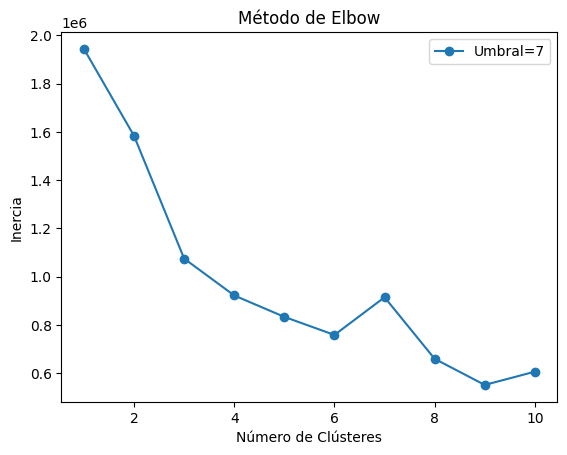 Método de Elbow
1e6
Umbral=7
2.0
1.8
1.6
1.4
1.2
1.0
0.8
0.6
Inercia
2 4 6 8 10
Número de Clústeres